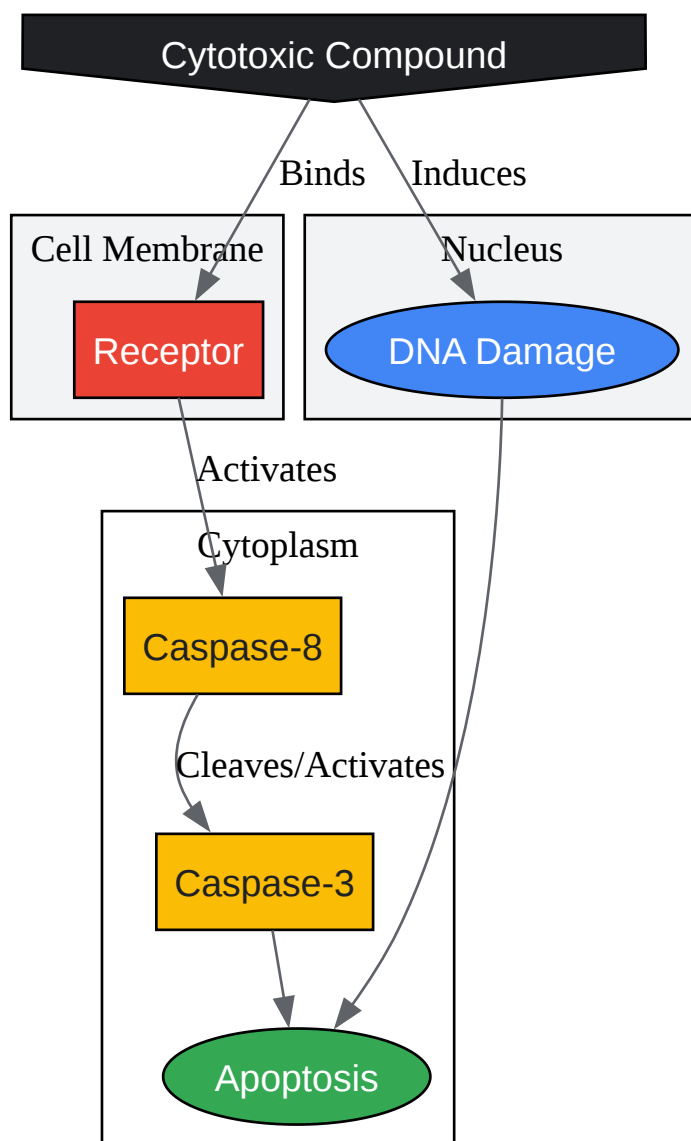 Cytotoxic Compound
Binds
Induces
Cell Membrane
Nucleus
Receptor
DNA Damage
Activates
Cytoplasm
Caspase-8
Cleaves/Activates
Caspase-3
Apoptosis